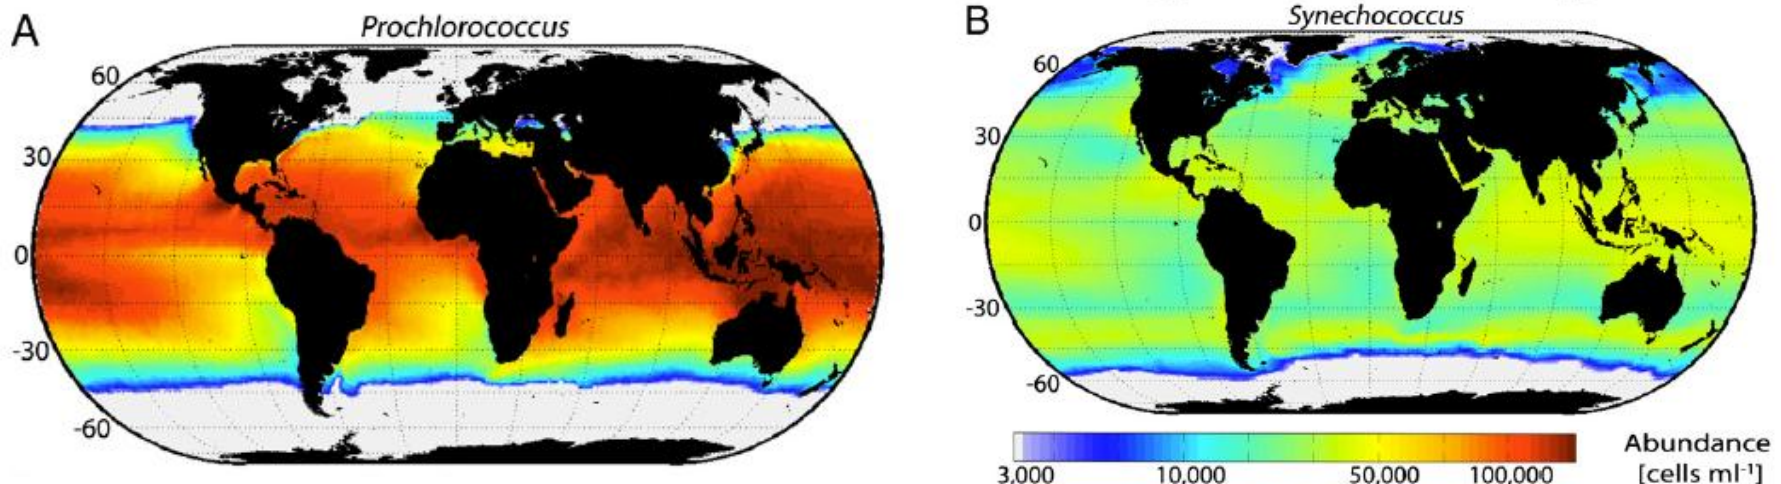 A
Prochlorococcus
60
30
0
-30
-60
B
Synechococcus
60
30
0
-30
-60
3,000 10,000 50,000 100,000
Abundance
[cells ml⁻¹]